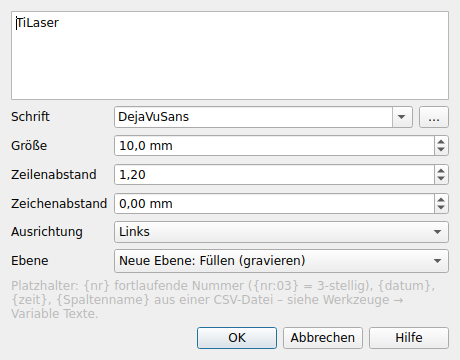 TiLaser
Schrift DejaVuSans ...
Größe 10,0 mm
Zeilenabstand 1,20
Zeichenabstand 0,00 mm
Ausrichtung Links
Ebene Neue Ebene: Füllen (gravieren)
Platzhalter: {nr} fortlaufende Nummer ({nr:03} = 3-stellig), {datum},
{zeit}, {Spaltenname} aus einer CSV-Datei – siehe Werkzeuge →
Variable Texte.
OK Abbrechen Hilfe